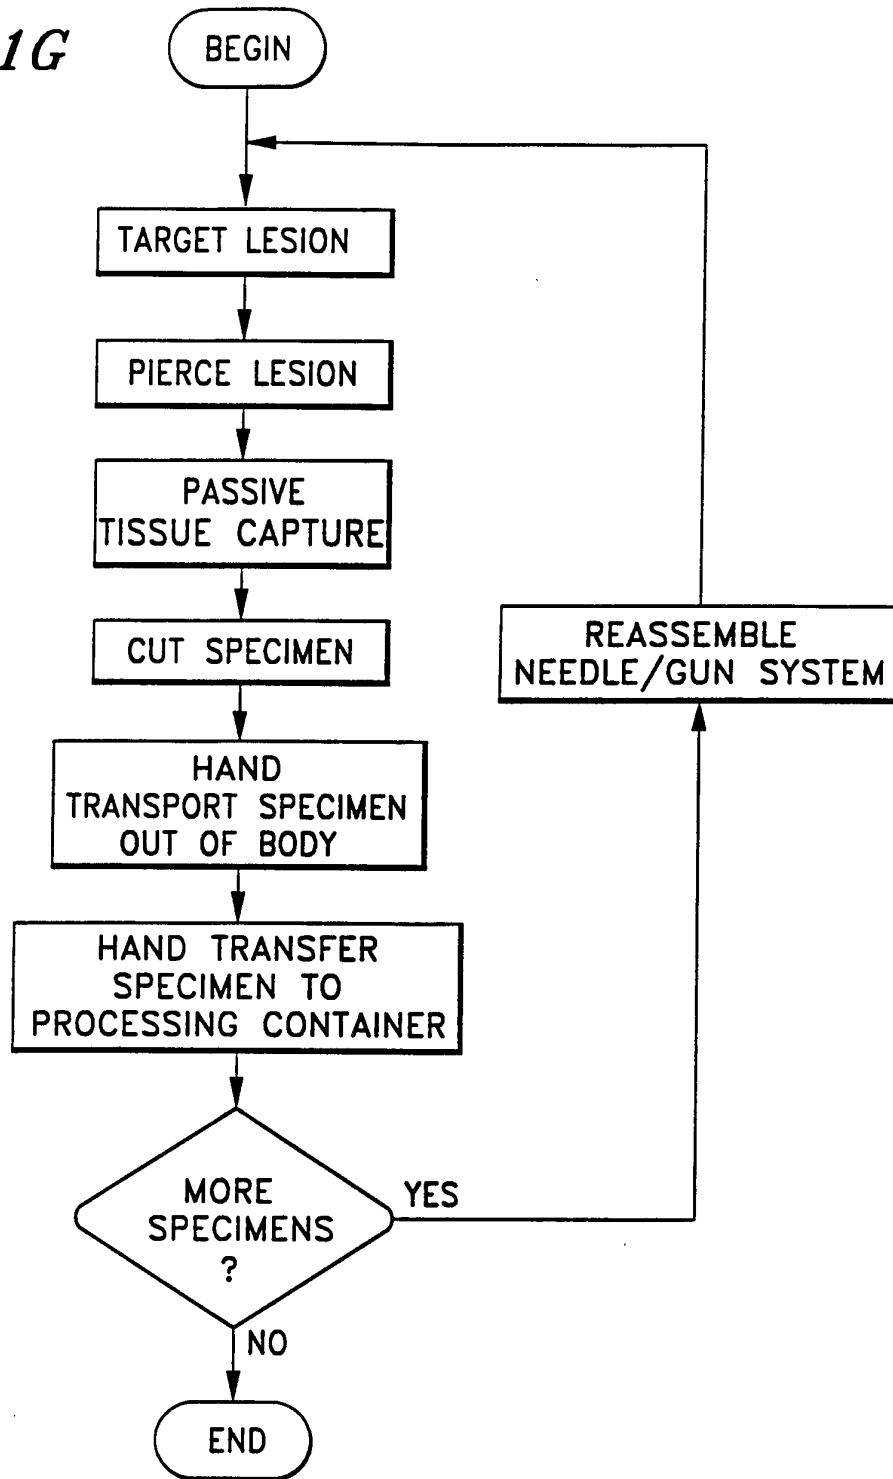 1G
BEGIN
TARGET LESION
PIERCE LESION
PASSIVE
TISSUE CAPTURE
CUT SPECIMEN
REASSEMBLE
NEEDLE/GUN SYSTEM
HAND
TRANSPORT SPECIMEN
OUT OF BODY
HAND TRANSFER
SPECIMEN TO
PROCESSING CONTAINER
MORE
SPECIMENS
?
YES
NO
END